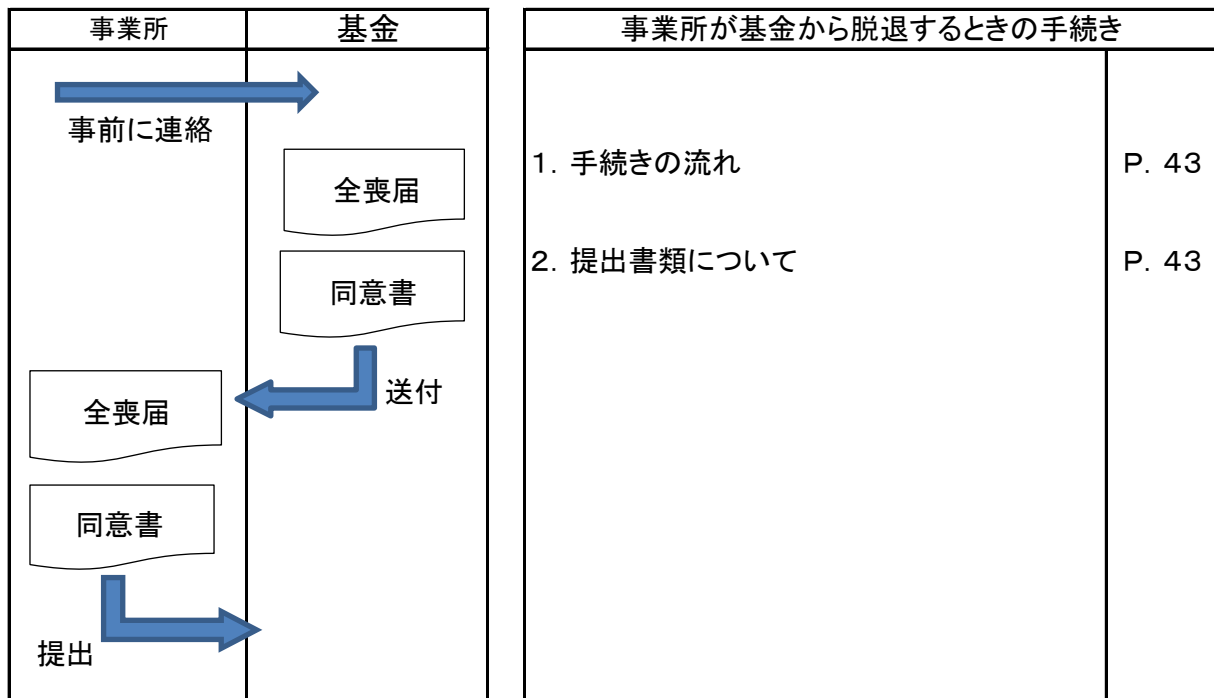 事業所
基金
事前に連絡
全喪届
同意書
送付
全喪届
同意書
提出
事業所が基金から脱退するときの手続き
1．手続きの流れ
P．43
2．提出書類について
P．43